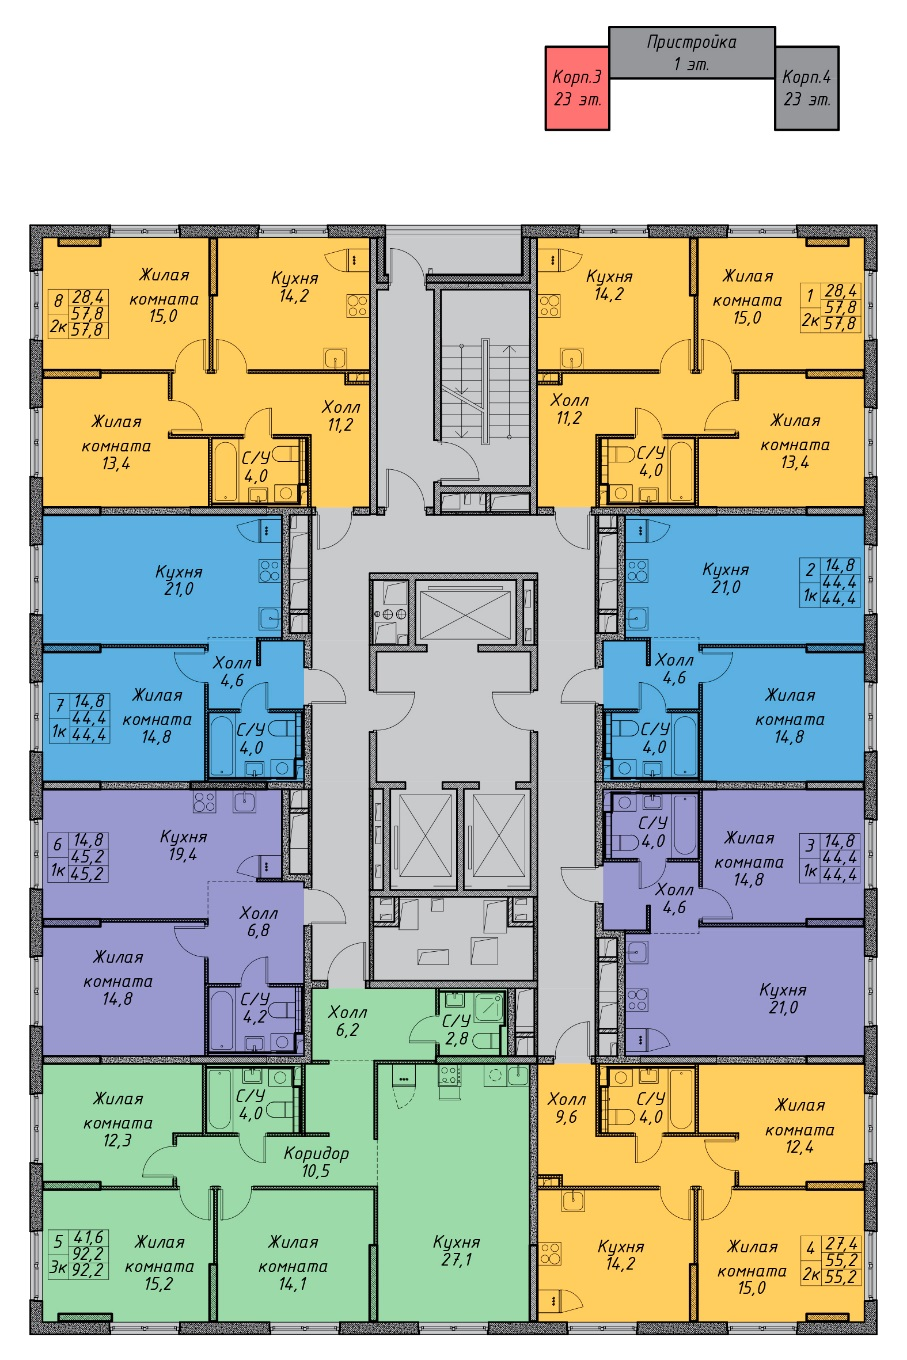 Пристройка
1 эт.
Корп.3
23 эт.
Корп.4
23 эт.
8 28,4
57,8
2к 57,8
Жилая
комната
15,0
Кухня
14,2
Кухня
14,2
Жилая
комната
15,0
1 28,4
57,8
2к 57,8
Жилая
комната
13,4
Холл
11,2
С/У
4,0
Холл
11,2
С/У
4,0
Жилая
комната
13,4
Кухня
21,0
Кухня
21,0
2 14,8
44,4
1к 44,4
Холл
4,6
7 14,8
44,4
1к 44,4
Жилая
комната
14,8
С/У
4,0
Холл
4,6
С/У
4,0
Жилая
комната
14,8
6 14,8
45,2
1к 45,2
Кухня
19,4
С/У
4,0
Жилая
комната
14,8
3 14,8
44,4
1к 44,4
Холл
4,6
Холл
6,8
Жилая
комната
14,8
С/У
4,2
Кухня
21,0
Холл
6,2
С/У
2,8
Жилая
комната
12,3
С/У
4,0
Коридор
10,5
Холл
9,6
С/У
4,0
Жилая
комната
12,4
5 41,6
92,2
3к 92,2
Жилая
комната
15,2
Жилая
комната
14,1
Кухня
27,1
Кухня
14,2
Жилая
комната
15,0
4 27,4
55,2
2к 55,2